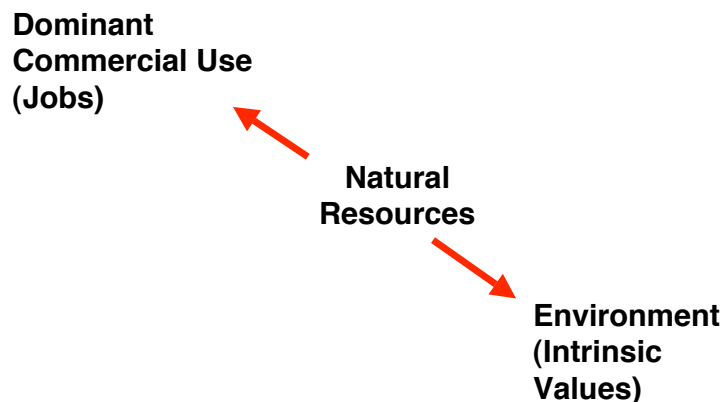 Dominant
Commercial Use
(Jobs)
Natural
Resources
Environment
(Intrinsic
Values)